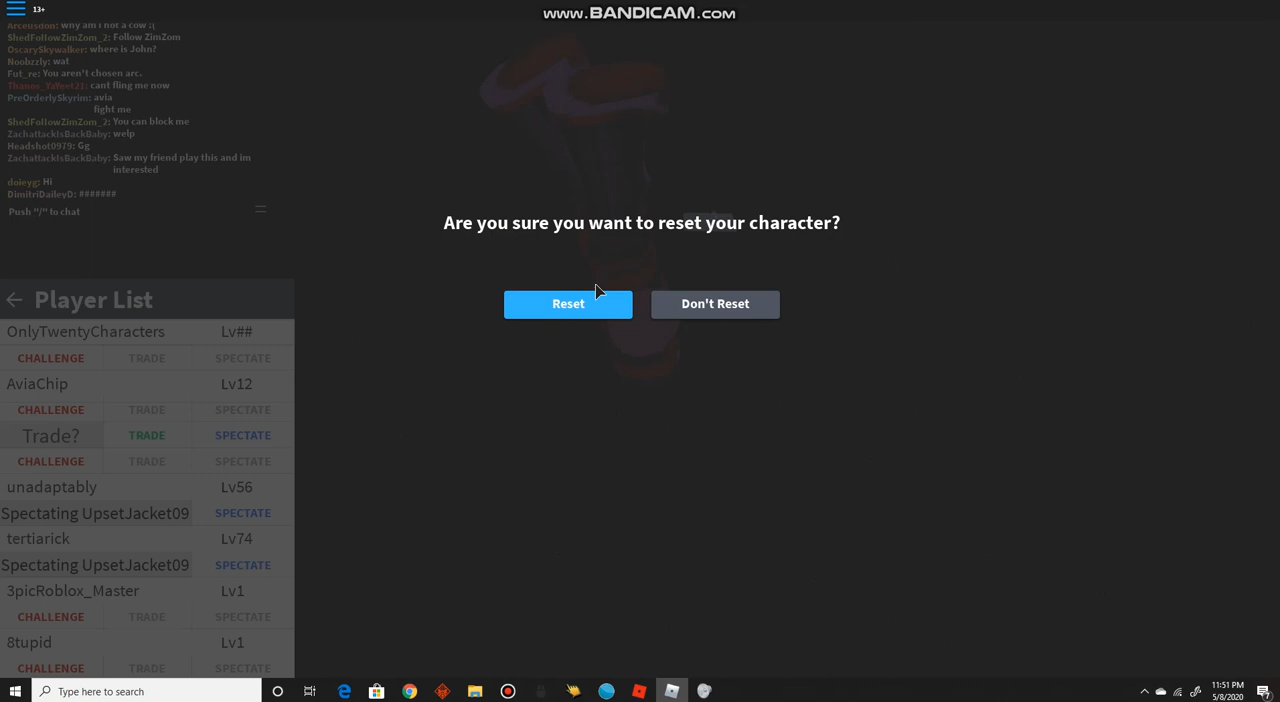 www.BANDICAM.com
13+
Arceusdon: why am i not a cow :(
ShedFollowZimZom_2: Follow ZimZom
OscarySkywalker: where is John?
Noobzzly: wat
Fut_re: You aren't chosen arc.
Thanos_YaYeet21: cant fling me now
PreOrderlySkyrim: avia
fight me
ShedFollowZimZom_2: You can block me
ZachattackIsBackBaby: welp
Headshot0979: Gg
ZachattackIsBackBaby: Saw my friend play this and im
interested
doieyg: Hi
DimitriDaileyD: #######
Push "/" to chat
Are you sure you want to reset your character?
Reset Don't Reset
Player List
OnlyTwentyCharacters Lv##
CHALLENGE TRADE SPECTATE
AviaChip Lv12
CHALLENGE TRADE SPECTATE
Trade? TRADE SPECTATE
CHALLENGE TRADE SPECTATE
unadaptably Lv56
Spectating UpsetJacket09 SPECTATE
tertiarick Lv74
Spectating UpsetJacket09 SPECTATE
3picRoblox_Master Lv1
CHALLENGE TRADE SPECTATE
8tupid Lv1
CHALLENGE TRADE SPECTATE
Type here to search
11:51 PM
5/8/2020